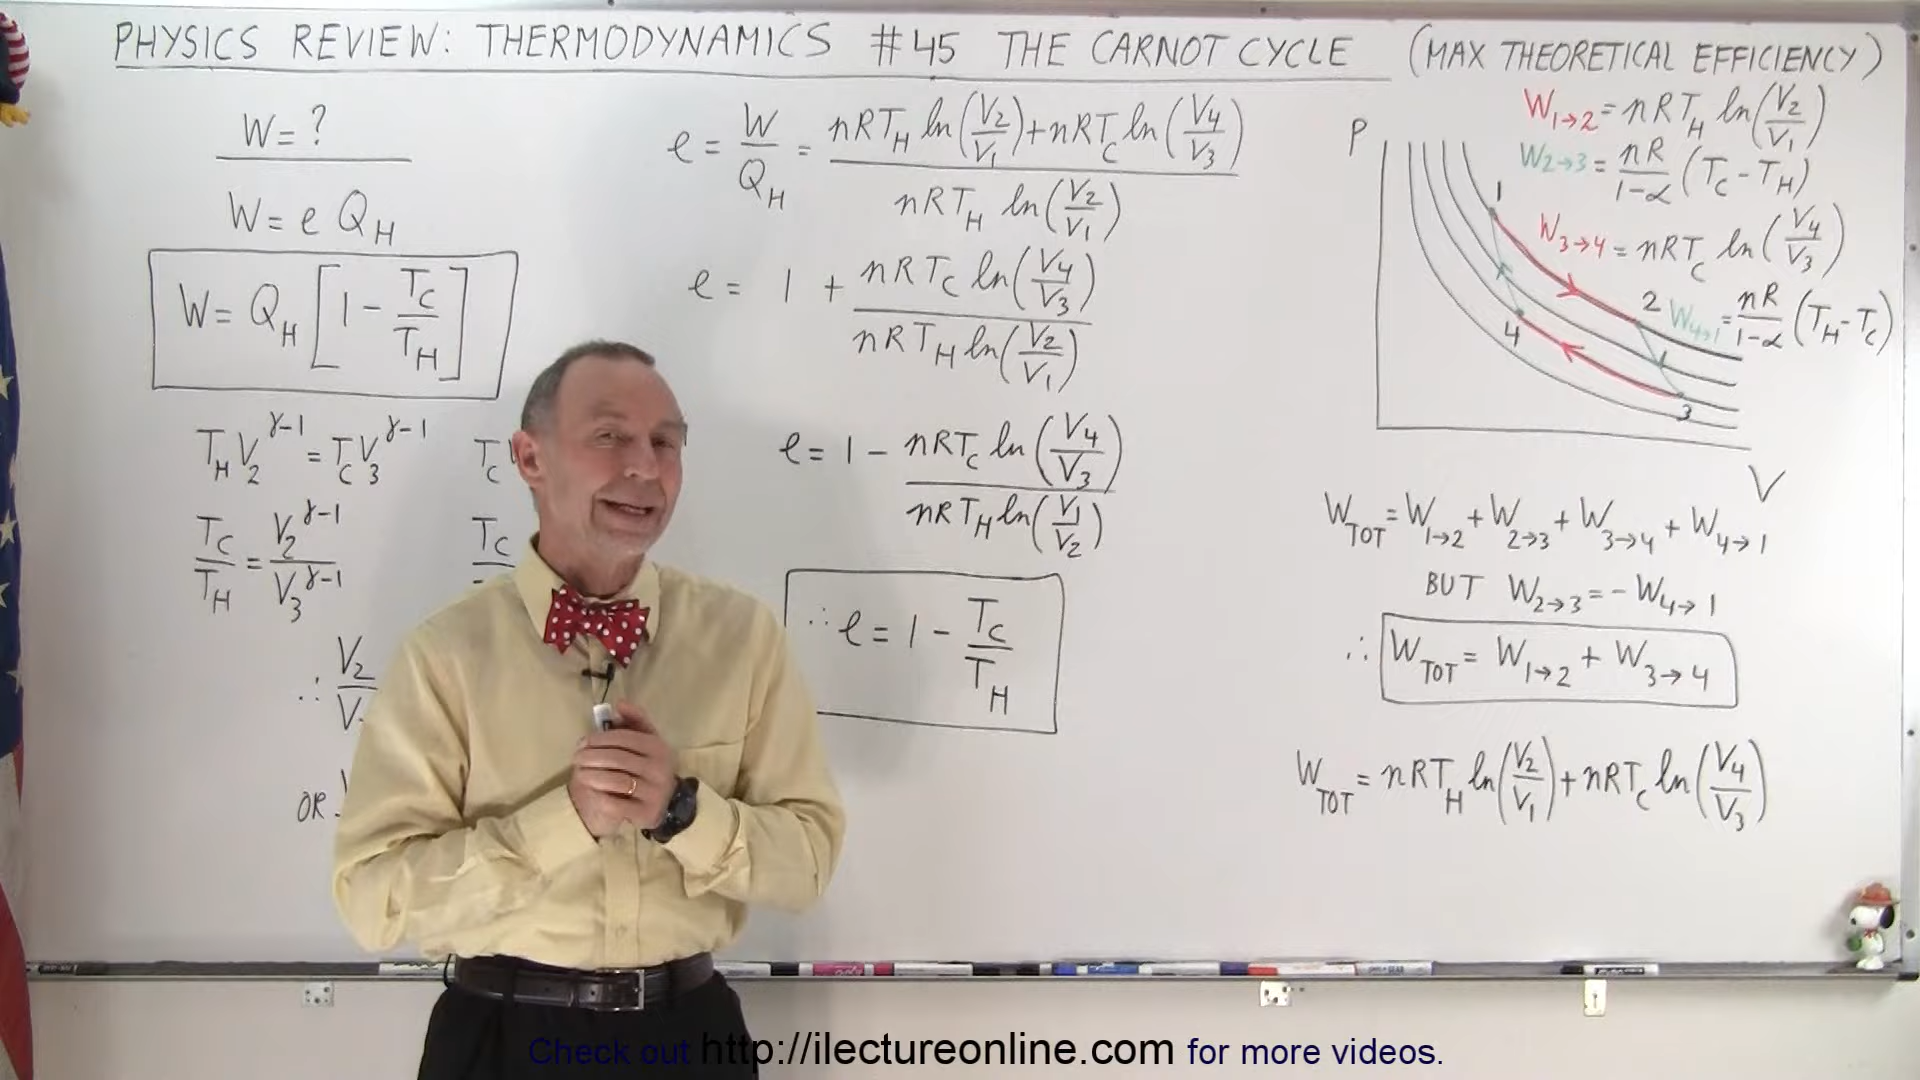 PHYSICS REVIEW: THERMODYNAMICS #45 THE CARNOT CYCLE (MAX THEORETICAL EFFICIENCY)
W = ?
W = e Q_H
W = Q_H [1 - T_C/T_H]
T_H V_2^(γ-1) = T_C V_3^(γ-1)
T_C/T_H = V_2^(γ-1)/V_3^(γ-1)
T_C
T_C
∴ V_2
OR
e = W/Q_H = (nRT_H ln(V_2/V_1) + nRT_C ln(V_4/V_3))/(nRT_H ln(V_2/V_1))
e = 1 + (nRT_C ln(V_4/V_3))/(nRT_H ln(V_2/V_1))
e = 1 - (nRT_C ln(V_4/V_3))/(nRT_H ln(V_1/V_2))
∴ e = 1 - T_C/T_H
W_1→2 = nRT_H ln(V_2/V_1)
W_2→3 = nR/(1-α) (T_C - T_H)
W_3→4 = nRT_C ln(V_4/V_3)
W_4→1 = nR/(1-α) (T_H - T_C)
P
1
2
4
3
V
W_TOT = W_1→2 + W_2→3 + W_3→4 + W_4→1
BUT W_2→3 = - W_4→1
∴ W_TOT = W_1→2 + W_3→4
W_TOT = nRT_H ln(V_2/V_1) + nRT_C ln(V_4/V_3)
Check out http://ilectureonline.com for more videos.